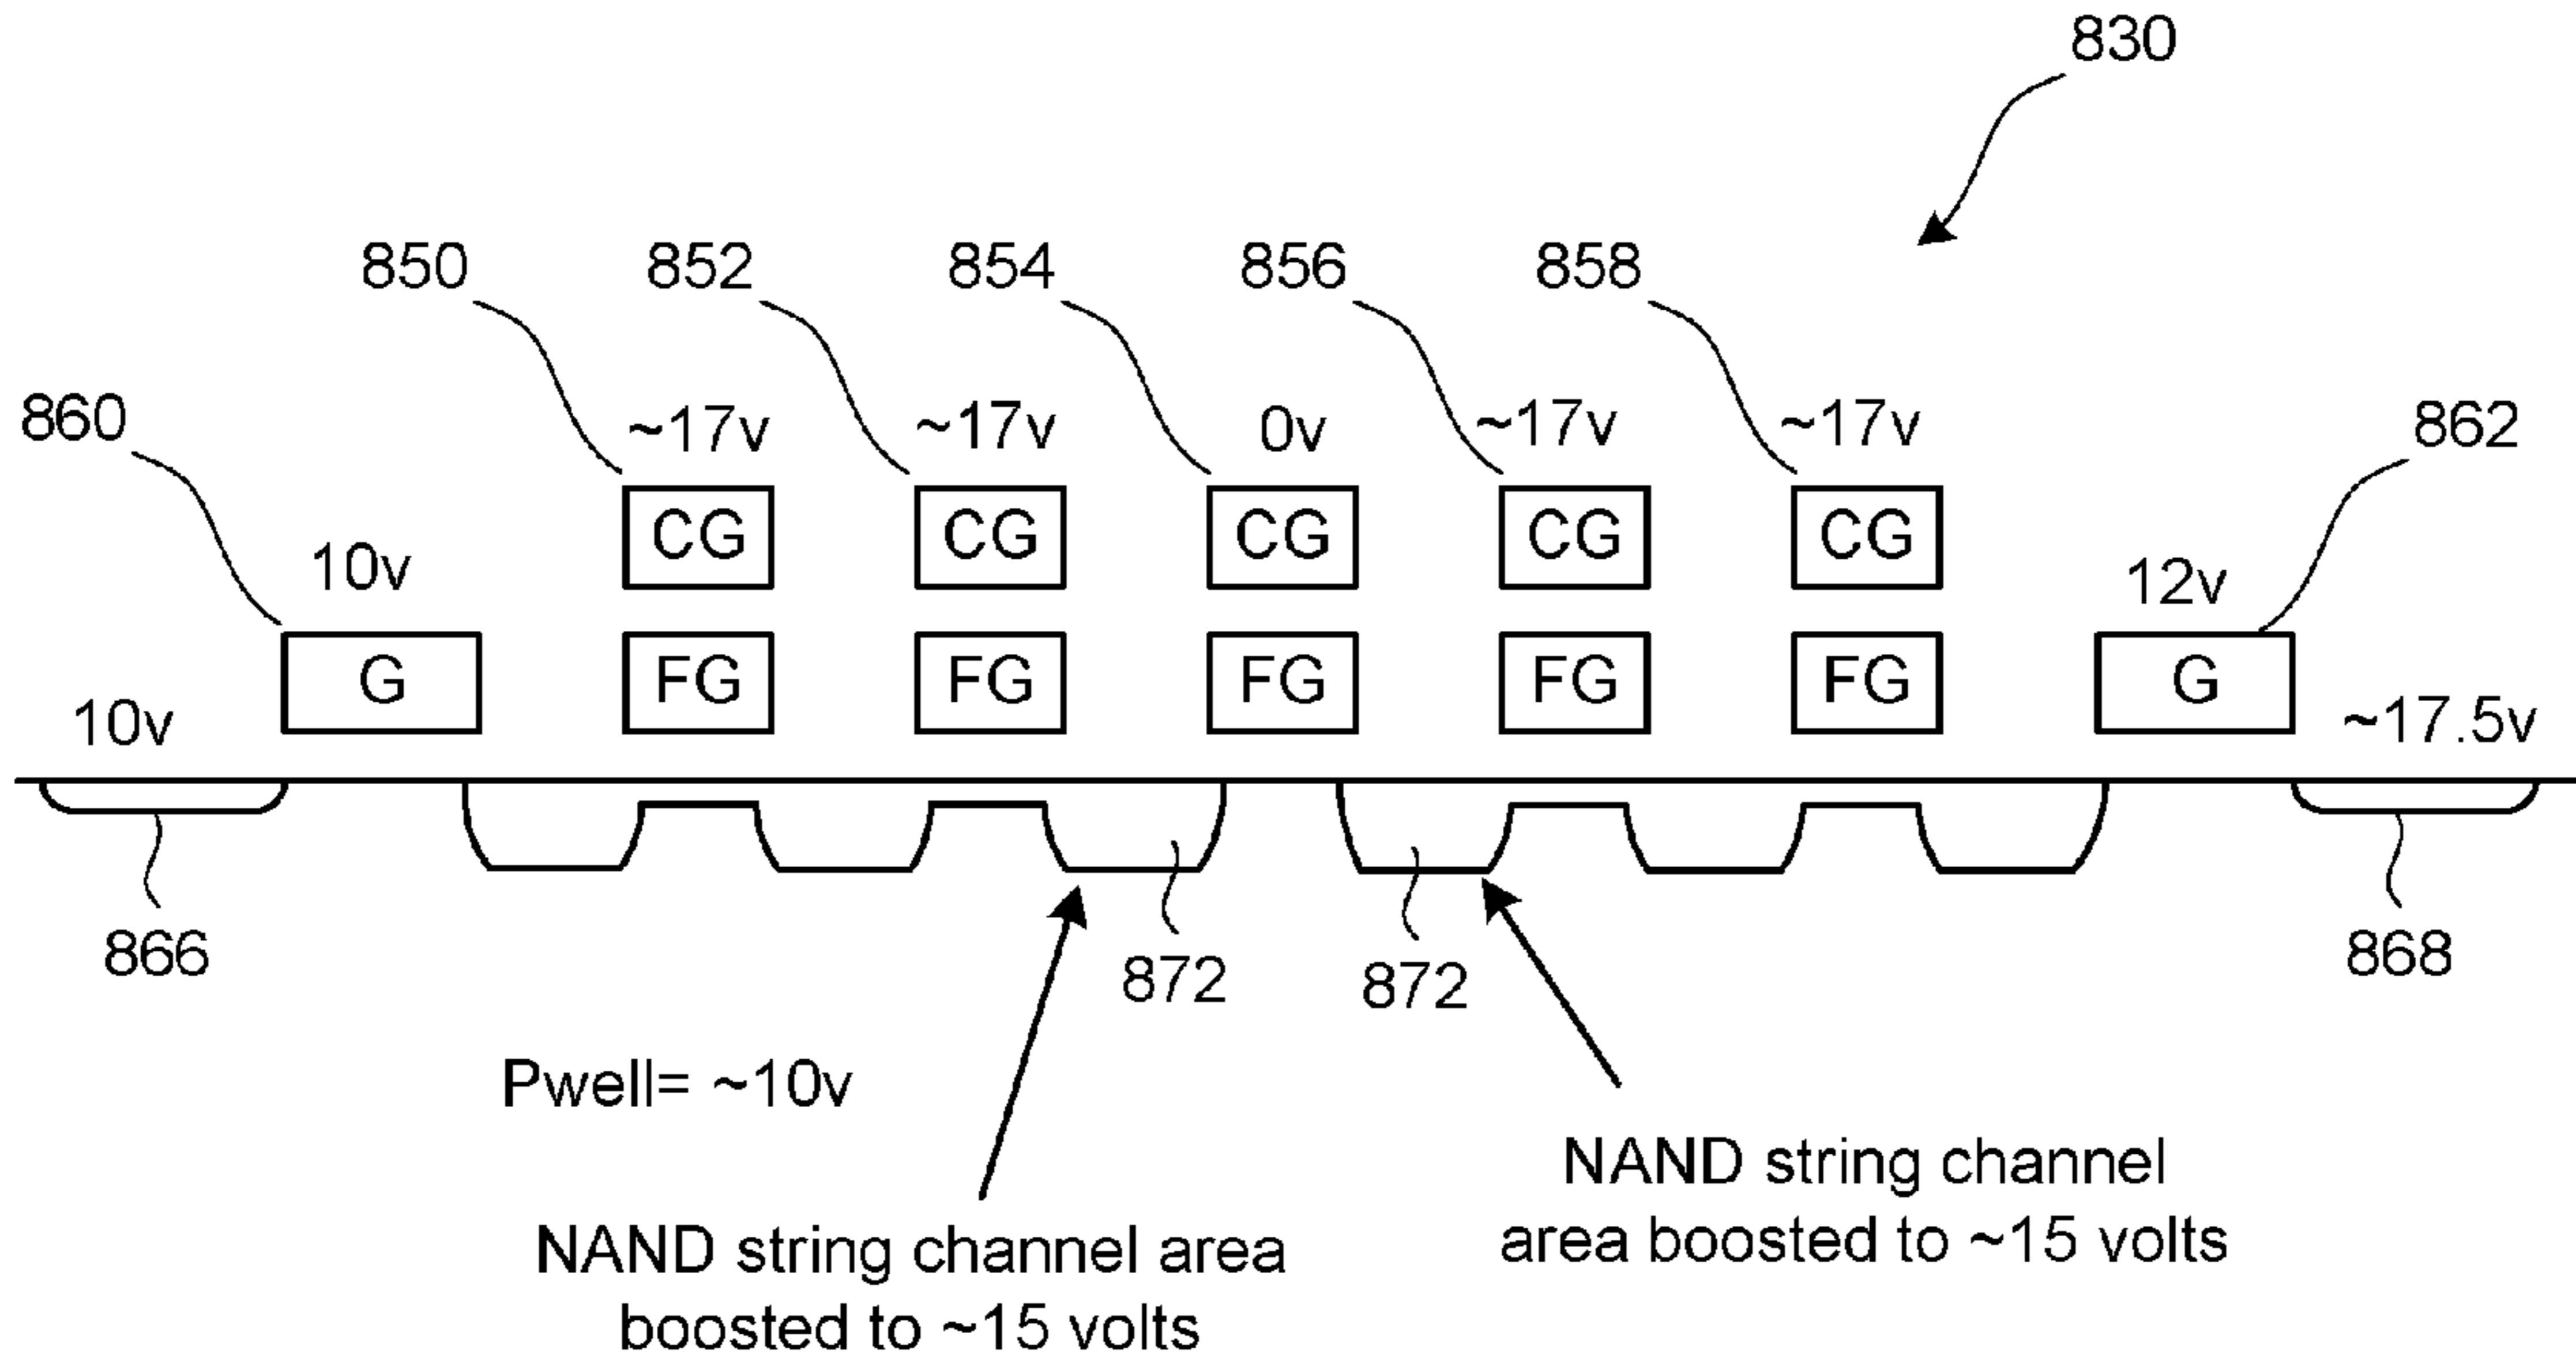 830
850 852 854 856 858
860 ~17v ~17v 0v ~17v ~17v 862
CG CG CG CG CG
10v 12v
G FG FG FG FG FG G
10v ~17.5v
866 872 872 868
Pwell= ~10v
NAND string channel area
boosted to ~15 volts
NAND string channel
area boosted to ~15 volts